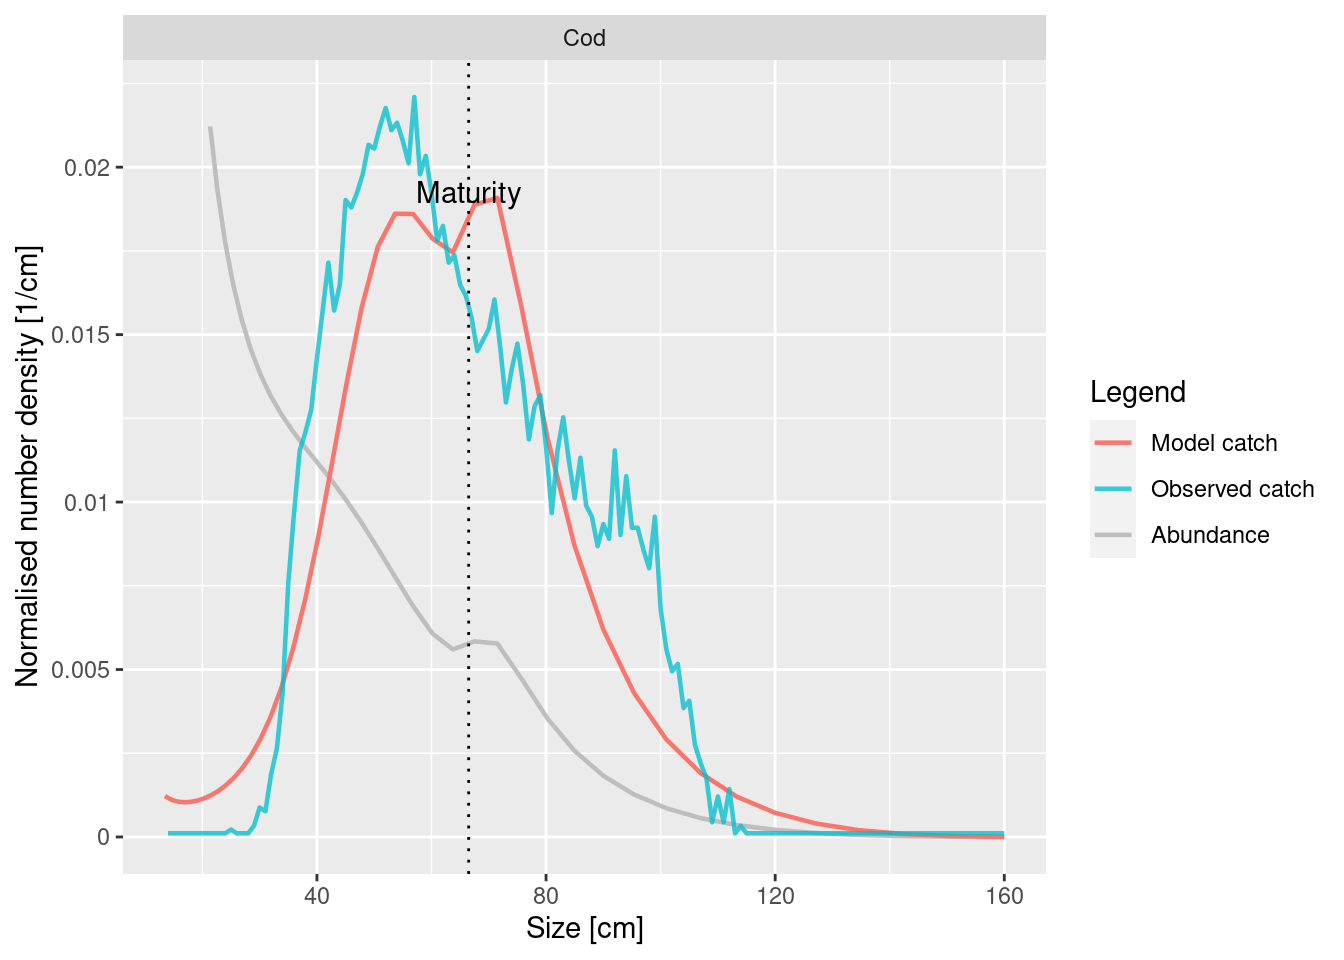 Cod
Maturity
0.02
0.015
0.01
0.005
0
Normalised number density [1/cm]
40
80
120
160
Size [cm]
Legend
Model catch
Observed catch
Abundance